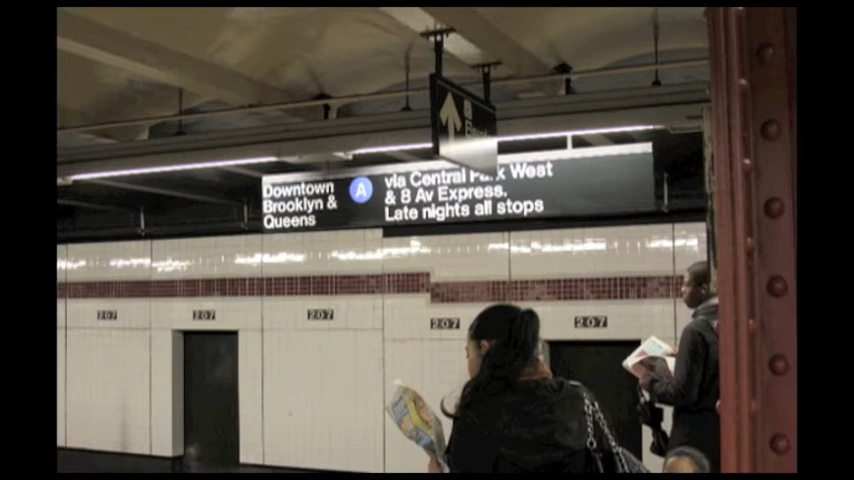 Downtown
Brooklyn &
Queens
A
via Central Park West
& 8 Av Express.
Late nights all stops
207
207
207
207
207